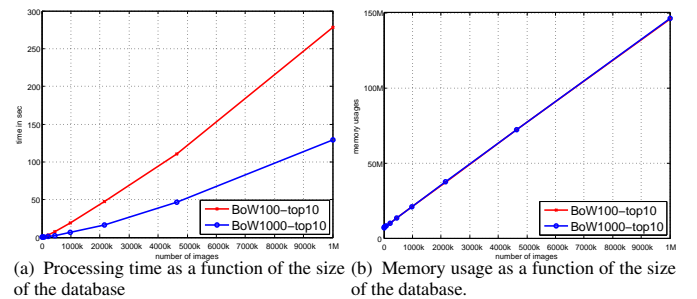 300
250
200
150
100
50
0
time in sec
0 1000k 2000k 3000k 4000k 5000k 6000k 7000k 8000k 9000k 1M
number of images
BoW100-top10
BoW1000-top10
(a) Processing time as a function of the size
of the database
150M
100M
50M
0
memory usages
0 1000k 2000k 3000k 4000k 5000k 6000k 7000k 8000k 9000k 1M
number of images
BoW100-top10
BoW1000-top10
(b) Memory usage as a function of the size
of the database.